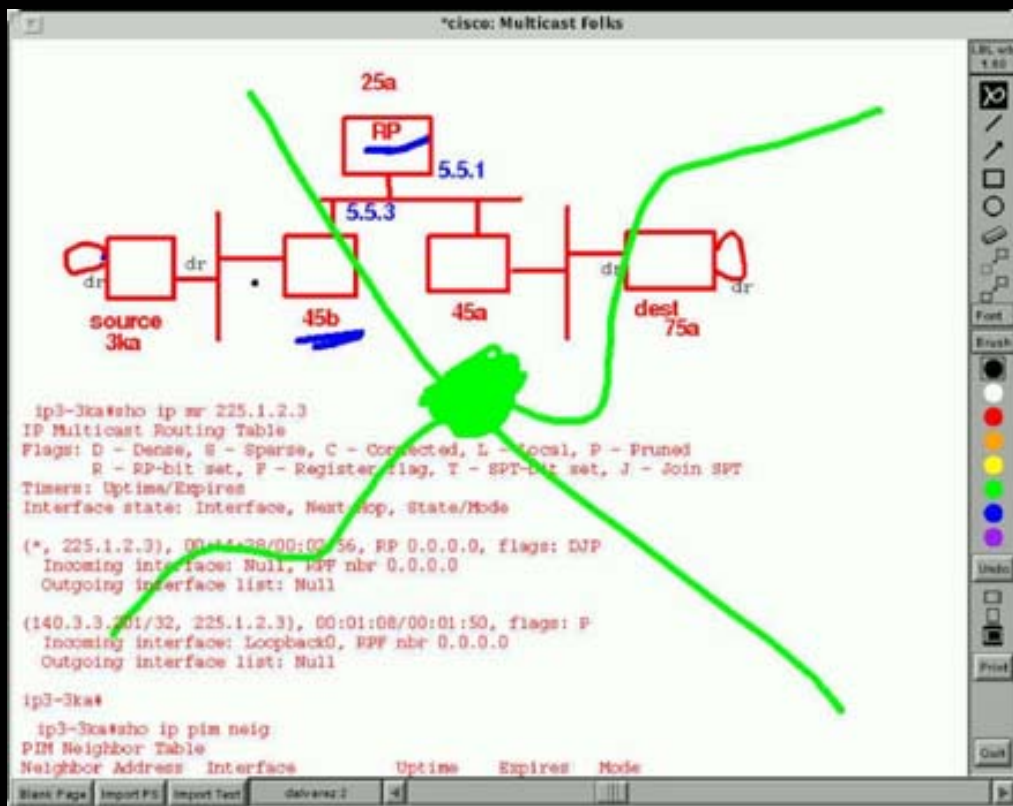 *cisco: Multicast Folks
LBL wb
1.60
25a
RP
5.5.1
5.5.3
dr
dr
dr
dr
source
3ka
45b
45a
dest
75a
Font
Brush
ip3-3ka#sho ip mr 225.1.2.3
IP Multicast Routing Table
Flags: D - Dense, S - Sparse, C - Connected, L - Local, P - Pruned
R - RP-bit set, F - Register flag, T - SPT-bit set, J - Join SPT
Timers: Uptime/Expires
Interface state: Interface, Next Hop, State/Mode
(*, 225.1.2.3), RP 0.0.0.0, flags: DJP
Incoming interface: Null, RPF nbr 0.0.0.0
Outgoing interface list: Null
(140.3.3.201/32, 225.1.2.3), 00:01:08/00:01:50, flags: P
Incoming interface: Loopback0, RPF nbr 0.0.0.0
Outgoing interface list: Null
ip3-3ka#
ip3-3ka#sho ip pim neig
PIM Neighbor Table
Neighbor Address Interface Uptime Expires Mode
Undo
Print
Quit
Blank Page
Import PS
Import Text
dalvarez:2